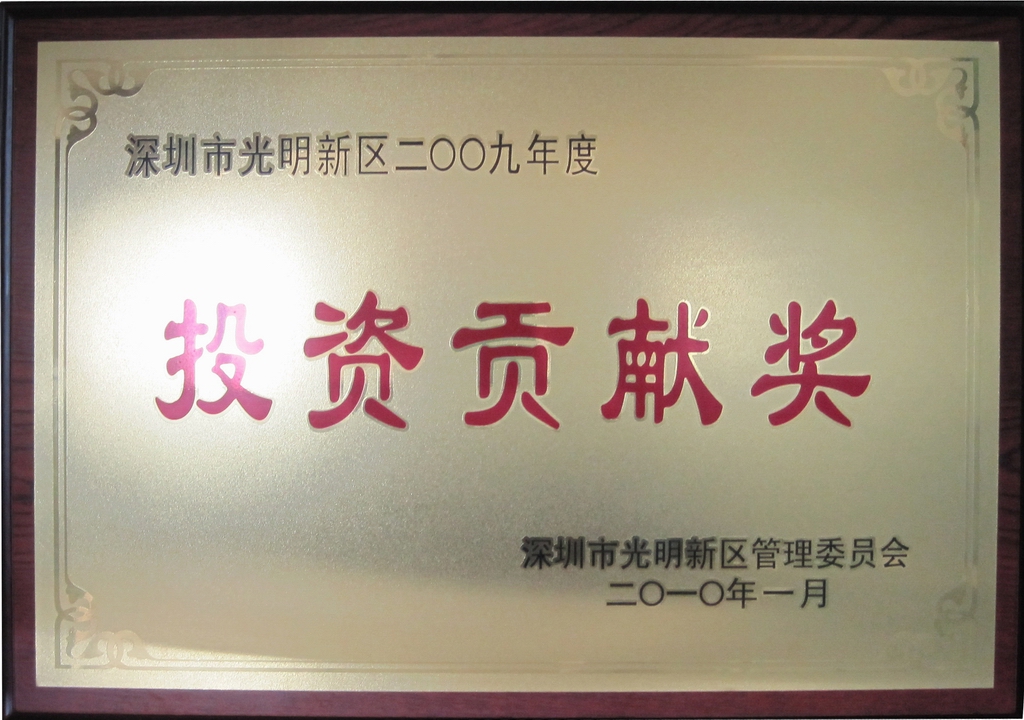 深圳市光明新区二〇〇九年度
投资贡献奖
深圳市光明新区管理委员会
二〇一〇年一月